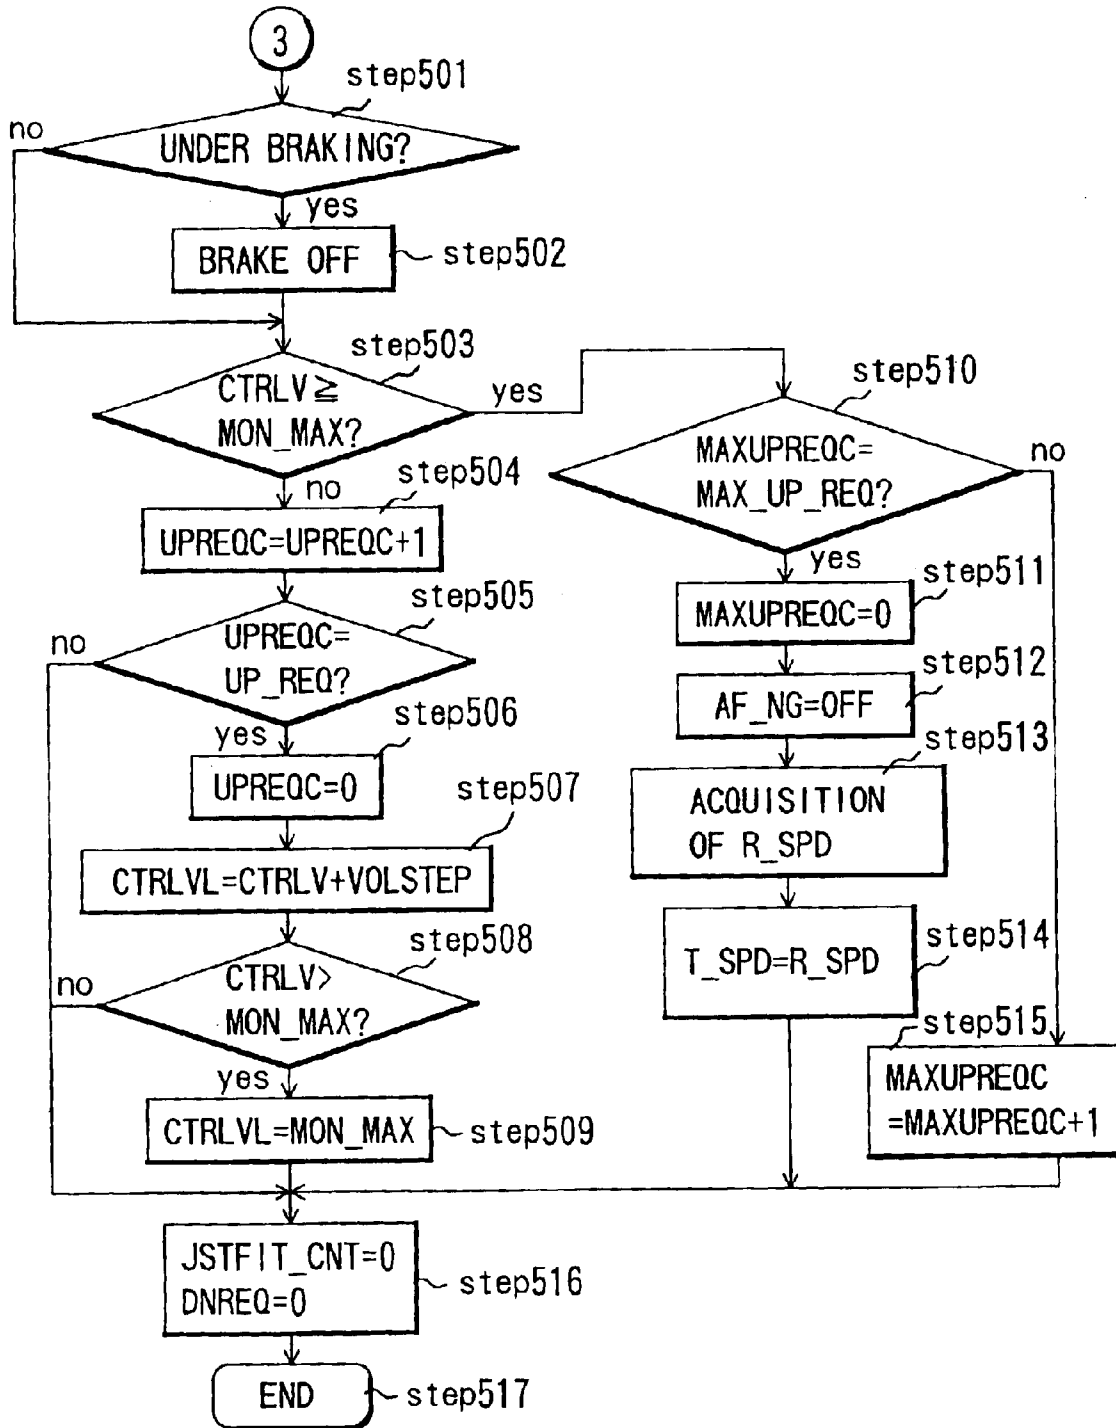 3
step501
no
UNDER BRAKING?
yes
BRAKE OFF
step502
step503
CTRLV≧
MON_MAX?
yes
no
step504
UPREQC=UPREQC+1
step505
no
UPREQC=
UP_REQ?
yes
step506
UPREQC=0
step507
CTRLVL=CTRLV+VOLSTEP
step508
no
CTRLV>
MON_MAX?
yes
CTRLVL=MON_MAX
step509
step510
MAXUPREQC=
MAX_UP_REQ?
no
yes
step511
MAXUPREQC=0
step512
AF_NG=OFF
step513
ACQUISITION
OF R_SPD
step514
T_SPD=R_SPD
step515
MAXUPREQC
=MAXUPREQC+1
JSTFIT_CNT=0
DNREQ=0
step516
END
step517